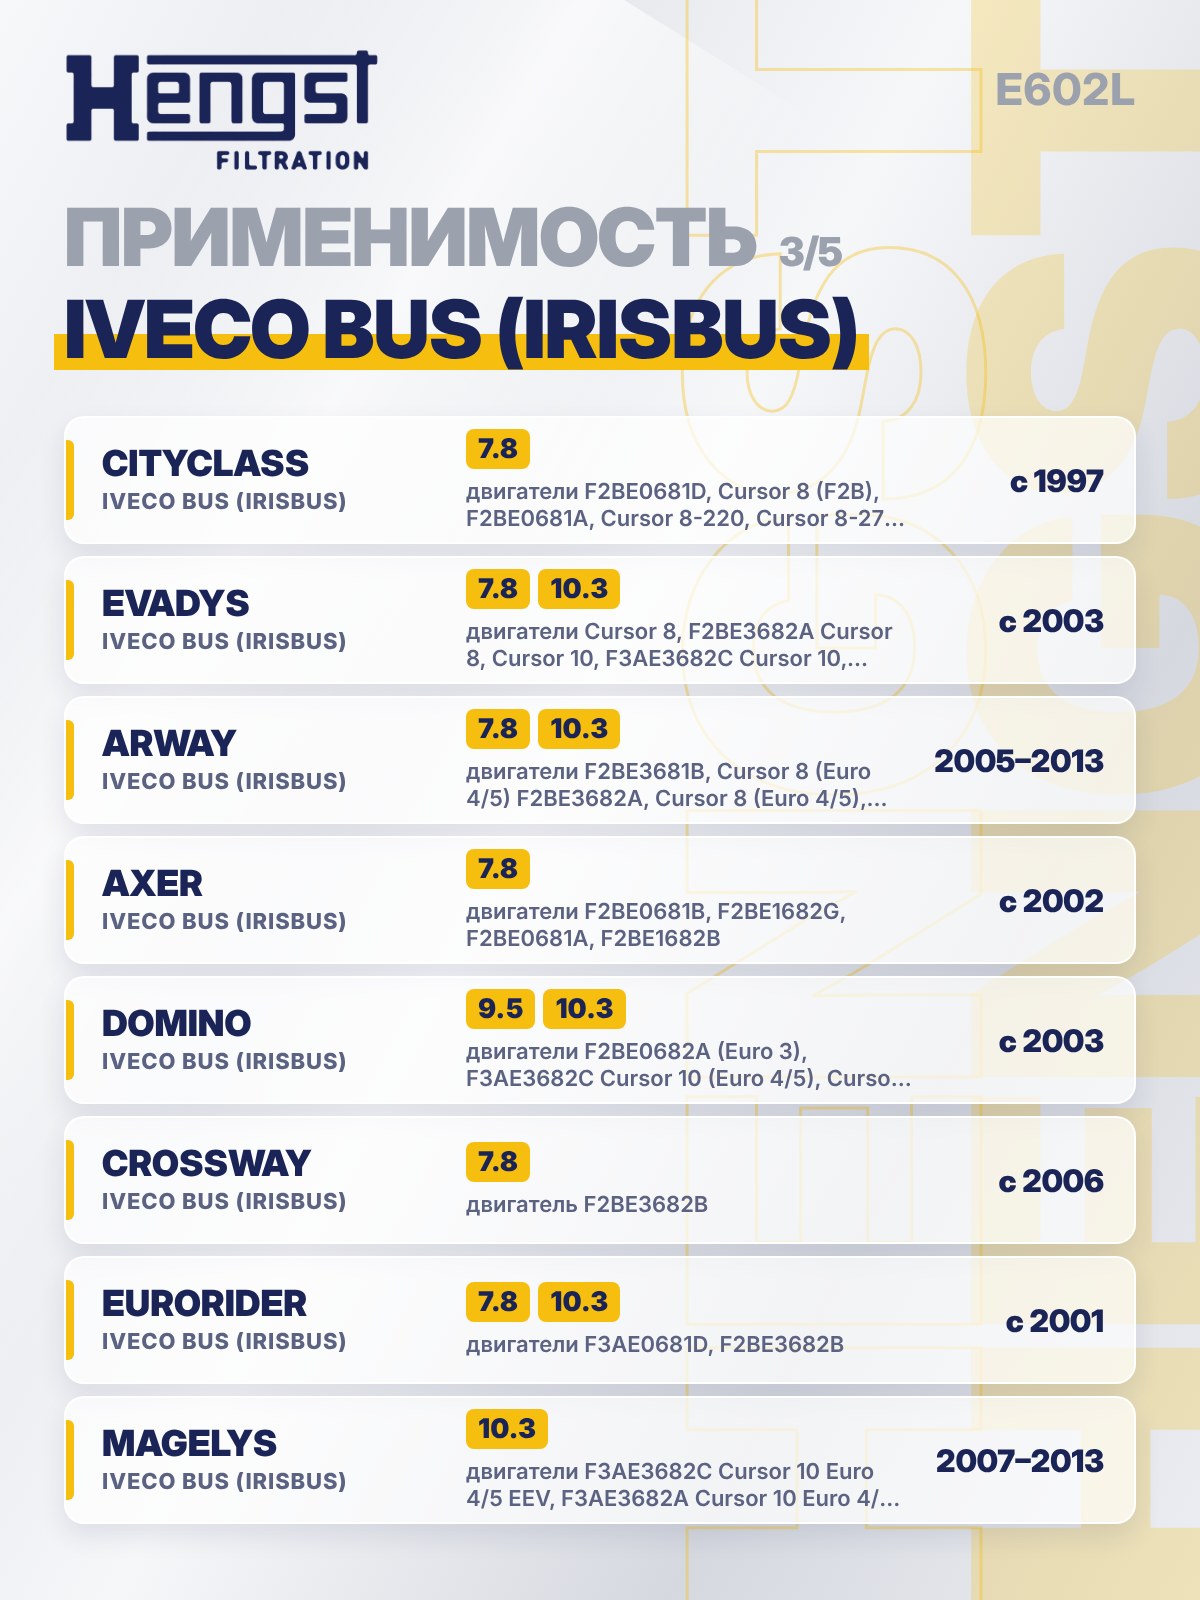 Hengst
FILTRATION
E602L
ПРИМЕНИМОСТЬ 3/5
IVECO BUS (IRISBUS)
CITYCLASS
IVECO BUS (IRISBUS)
7.8
двигатели F2BE0681D, Cursor 8 (F2B),
F2BE0681A, Cursor 8-220, Cursor 8-27...
с 1997
EVADYS
IVECO BUS (IRISBUS)
7.8 10.3
двигатели Cursor 8, F2BE3682A Cursor
8, Cursor 10, F3AE3682C Cursor 10,...
с 2003
ARWAY
IVECO BUS (IRISBUS)
7.8 10.3
двигатели F2BE3681B, Cursor 8 (Euro
4/5) F2BE3682A, Cursor 8 (Euro 4/5),...
2005–2013
AXER
IVECO BUS (IRISBUS)
7.8
двигатели F2BE0681B, F2BE1682G,
F2BE0681A, F2BE1682B
с 2002
DOMINO
IVECO BUS (IRISBUS)
9.5 10.3
двигатели F2BE0682A (Euro 3),
F3AE3682C Cursor 10 (Euro 4/5), Curso...
с 2003
CROSSWAY
IVECO BUS (IRISBUS)
7.8
двигатель F2BE3682B
с 2006
EURORIDER
IVECO BUS (IRISBUS)
7.8 10.3
двигатели F3AE0681D, F2BE3682B
с 2001
MAGELYS
IVECO BUS (IRISBUS)
10.3
двигатели F3AE3682C Cursor 10 Euro
4/5 EEV, F3AE3682A Cursor 10 Euro 4/...
2007–2013
HENGST